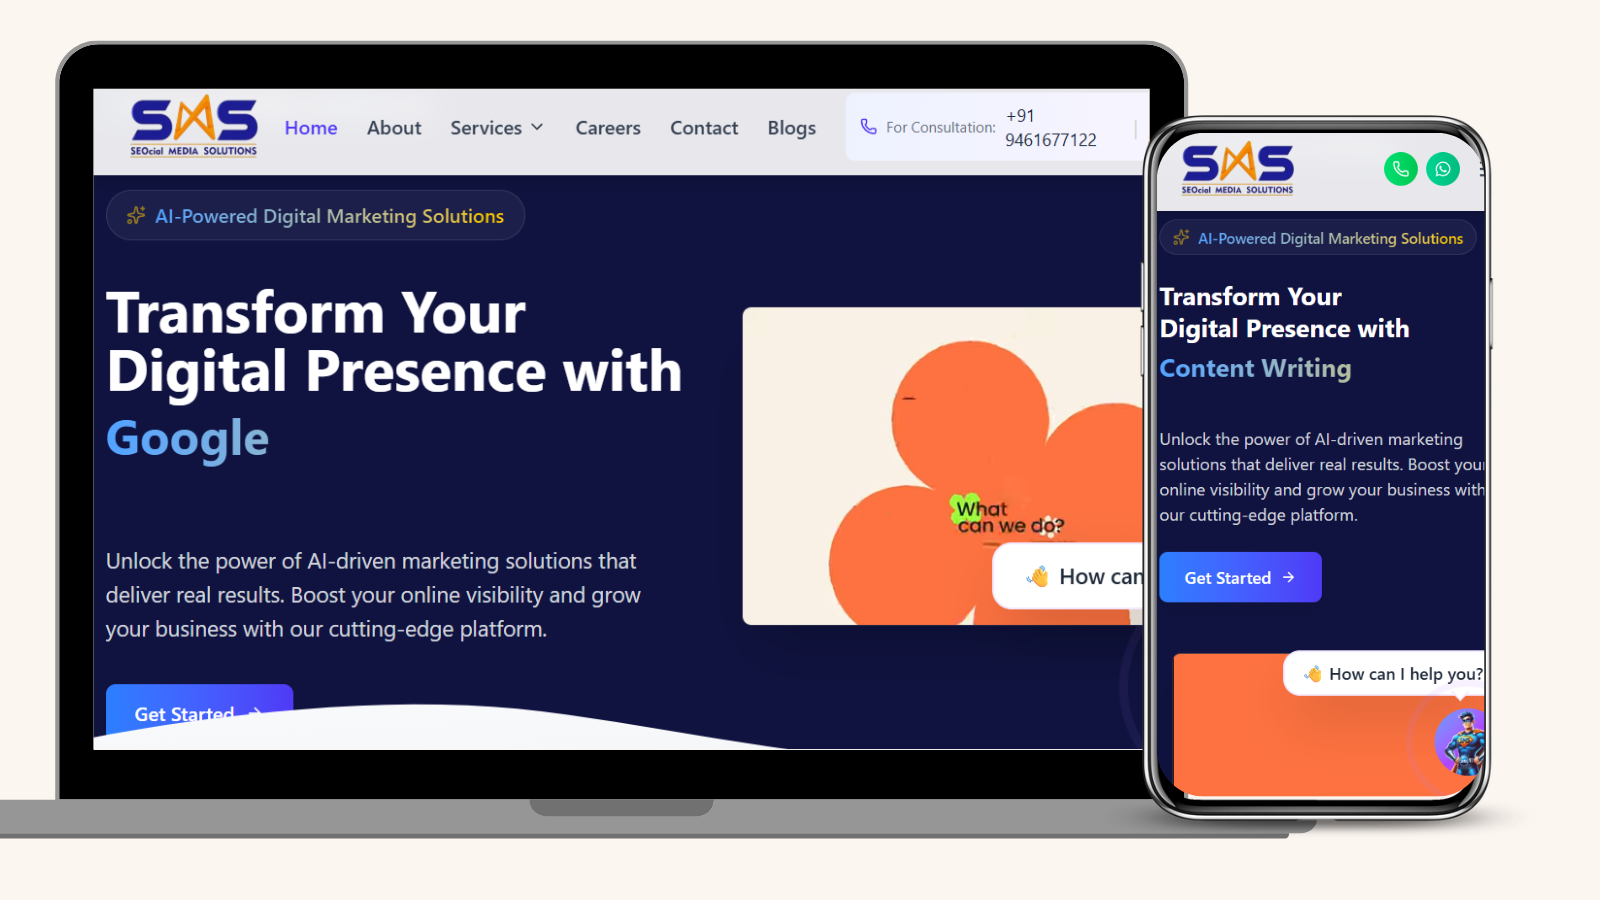 SMS
SEOcial MEDIA SOLUTIONS
Home About Services Careers Contact Blogs
For Consultation: +91 9461677122
AI-Powered Digital Marketing Solutions
Transform Your
Digital Presence with
Google
Unlock the power of AI-driven marketing solutions that
deliver real results. Boost your online visibility and grow
your business with our cutting-edge platform.
Get Started
What
can we do?
How can
SMS
SEOcial MEDIA SOLUTIONS
AI-Powered Digital Marketing Solutions
Transform Your
Digital Presence with
Content Writing
Unlock the power of AI-driven marketing
solutions that deliver real results. Boost your
online visibility and grow your business with
our cutting-edge platform.
Get Started
How can I help you?